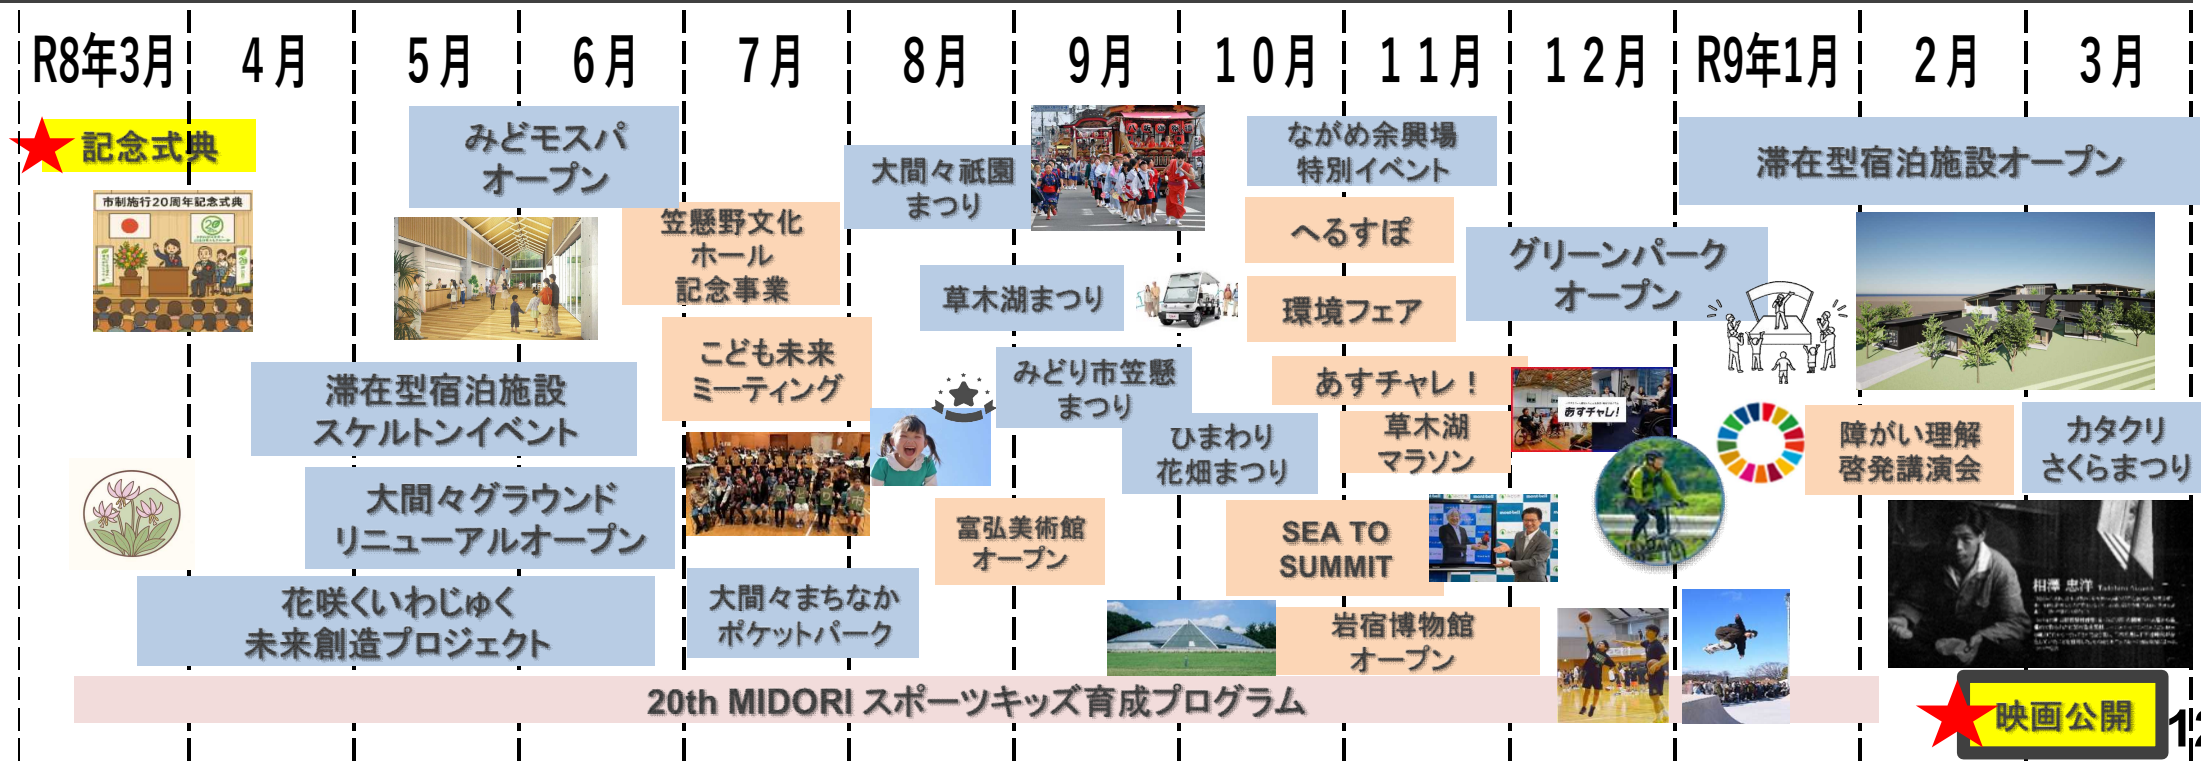 R8年3月
4月
5月
6月
7月
8月
9月
10月
11月
12月
R9年1月
2月
3月
記念式典
市制施行20周年記念式典
みどモスパ
オープン
笠懸野文化
ホール
記念事業
大間々祇園
まつり
ながめ余興場
特別イベント
滞在型宿泊施設オープン
へるすぽ
グリーンパーク
オープン
草木湖まつり
環境フェア
こども未来
ミーティング
滞在型宿泊施設
スケルトンイベント
みどり市笠懸
まつり
あすチャレ！
あすチャレ!
草木湖
マラソン
ひまわり
花畑まつり
障がい理解
啓発講演会
カタクリ
さくらまつり
大間々グラウンド
リニューアルオープン
富弘美術館
オープン
SEA TO
SUMMIT
相澤 忠洋
花咲くいわじゅく
未来創造プロジェクト
大間々まちなか
ポケットパーク
岩宿博物館
オープン
20th MIDORI スポーツキッズ育成プログラム
映画公開